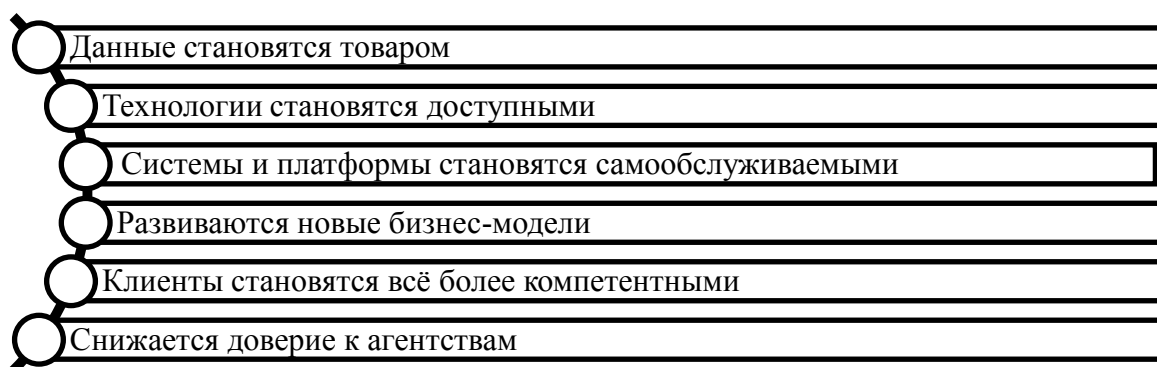 Данные становятся товаром
Технологии становятся доступными
Системы и платформы становятся самообслуживаемыми
Развиваются новые бизнес-модели
Клиенты становятся всё более компетентными
Снижается доверие к агентствам